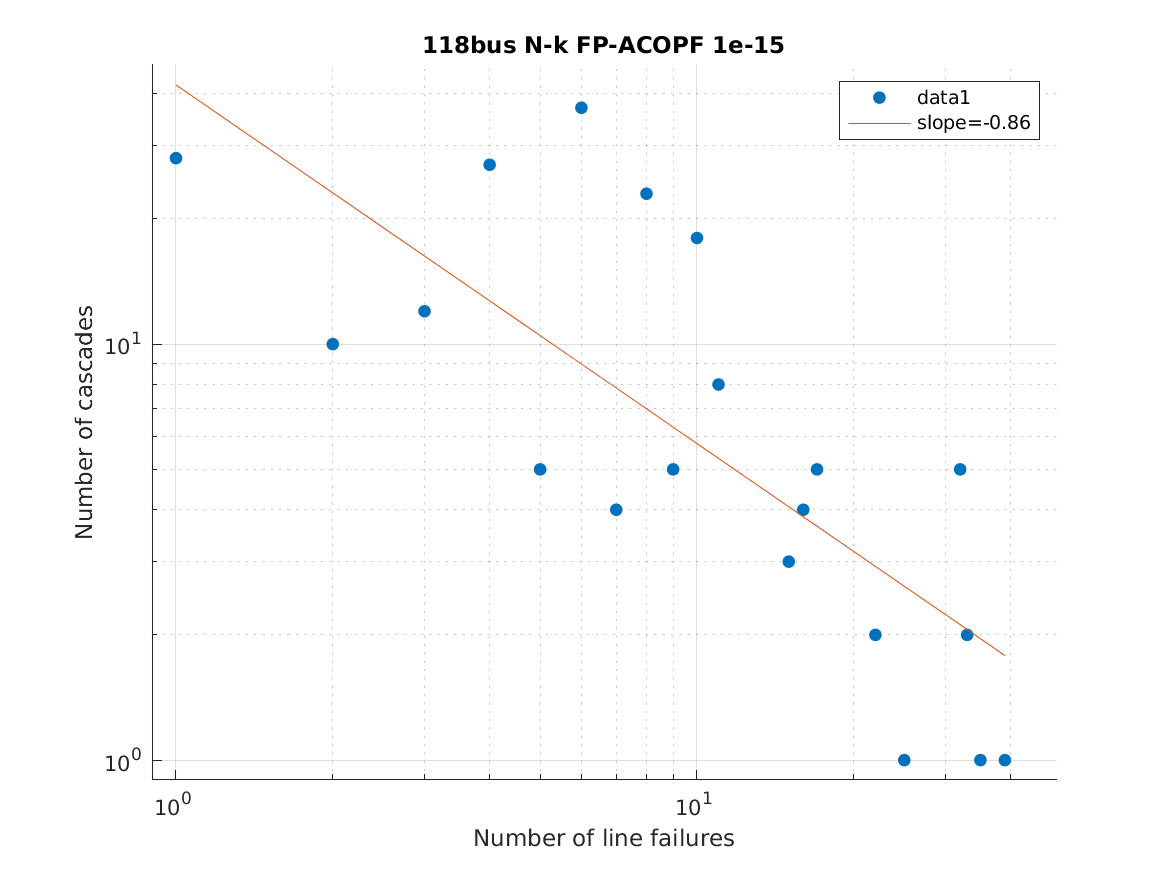 118bus N-k FP-ACOPF 1e-15
data1
slope=-0.86
Number of cascades
10^1
10^0
10^0
10^1
Number of line failures